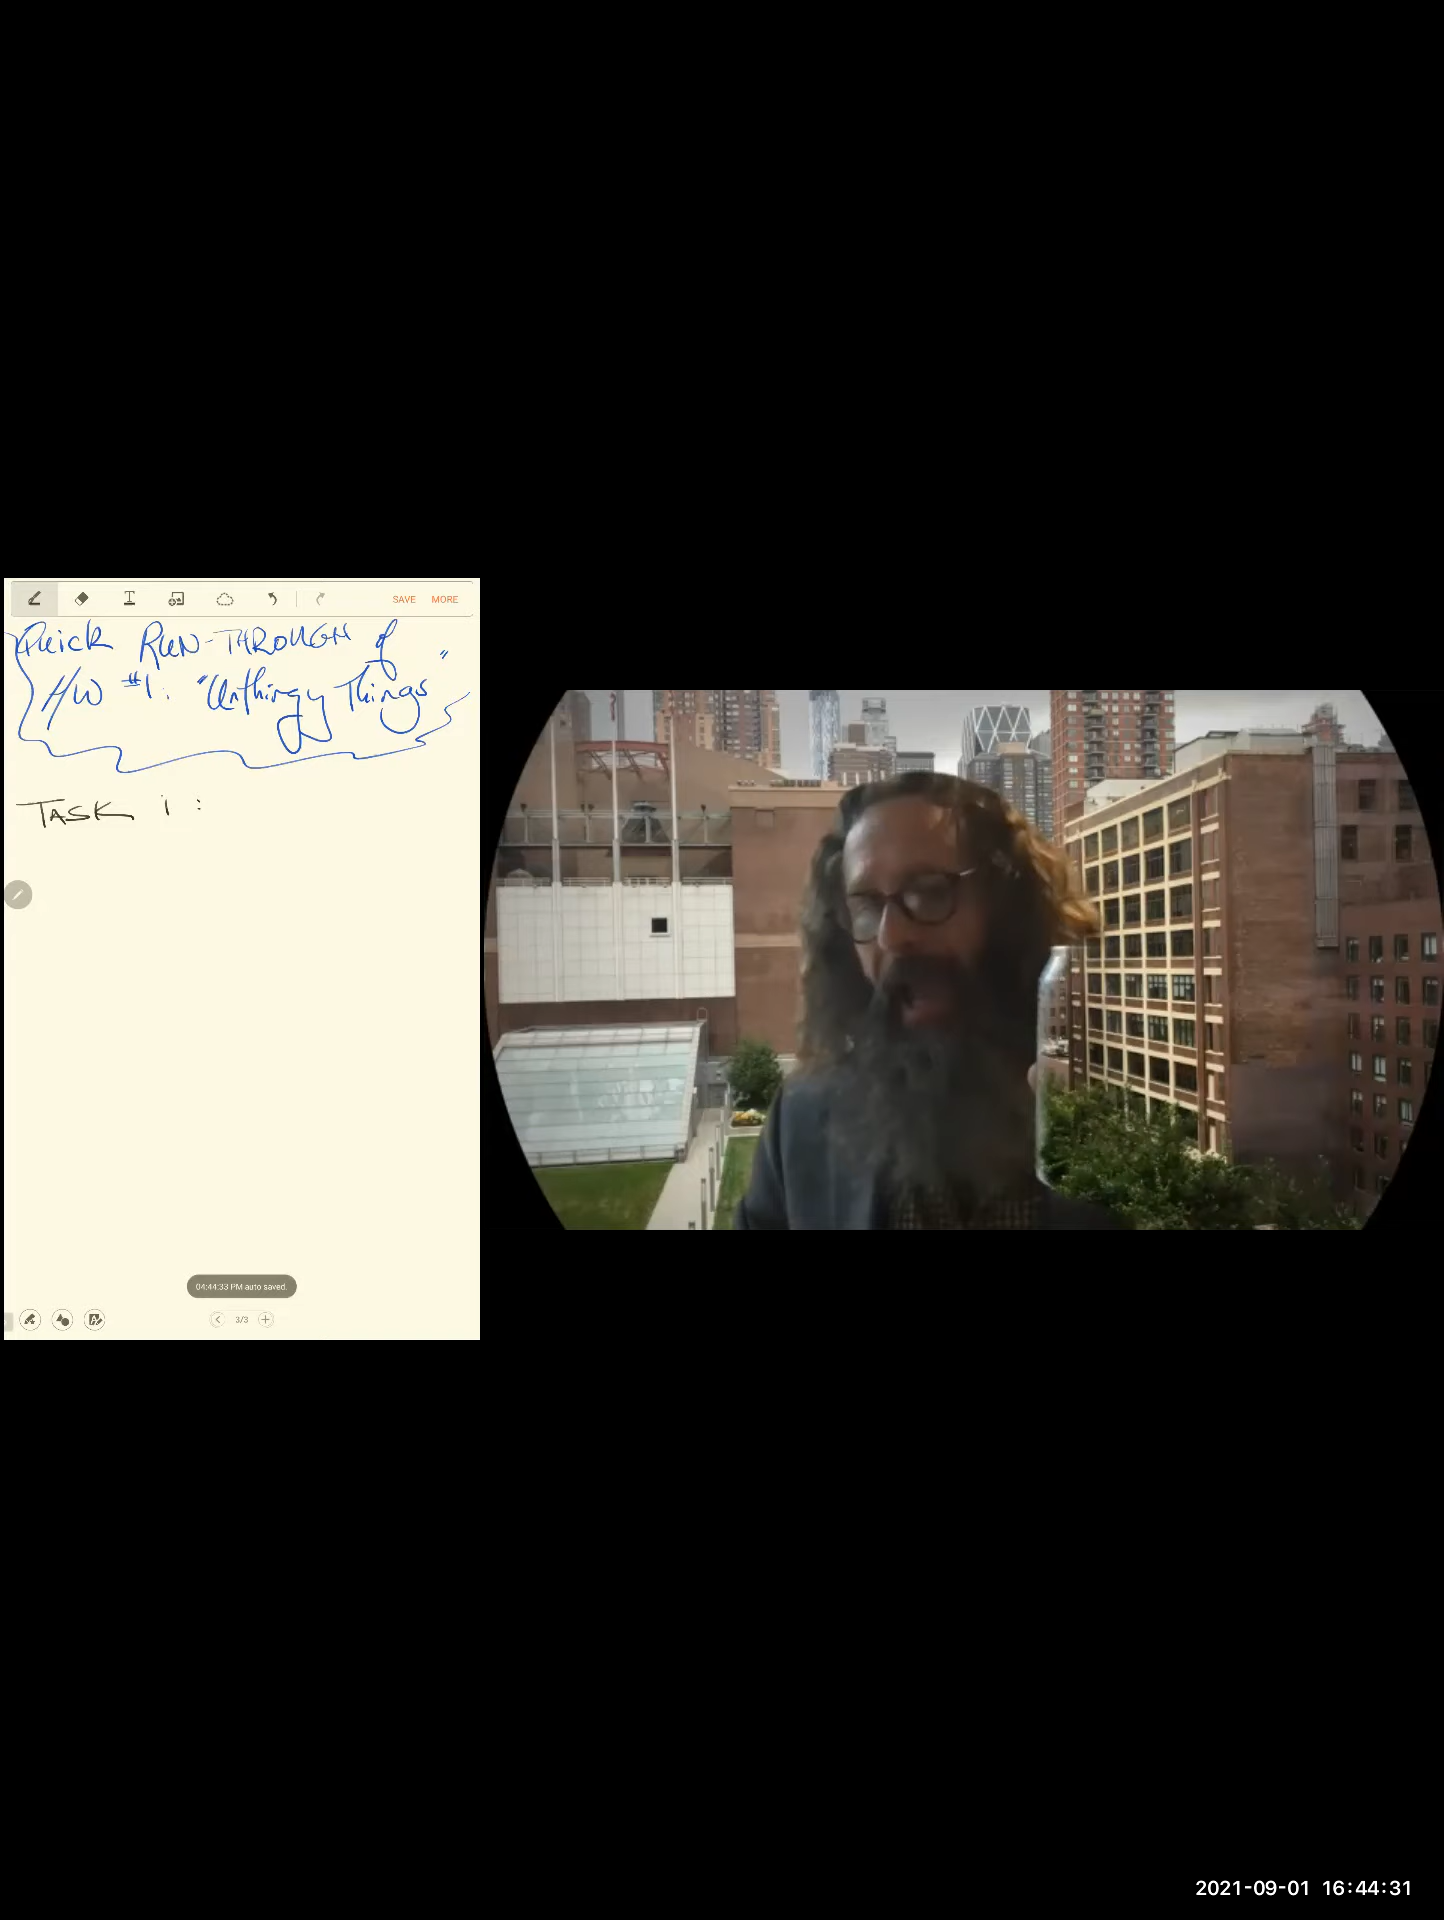 SAVE MORE
Quick Run-Through of
H/W #1: "Unthingy Things"
Task 1:
04:44:33 PM auto saved.
3/3
2021-09-01 16:44:31